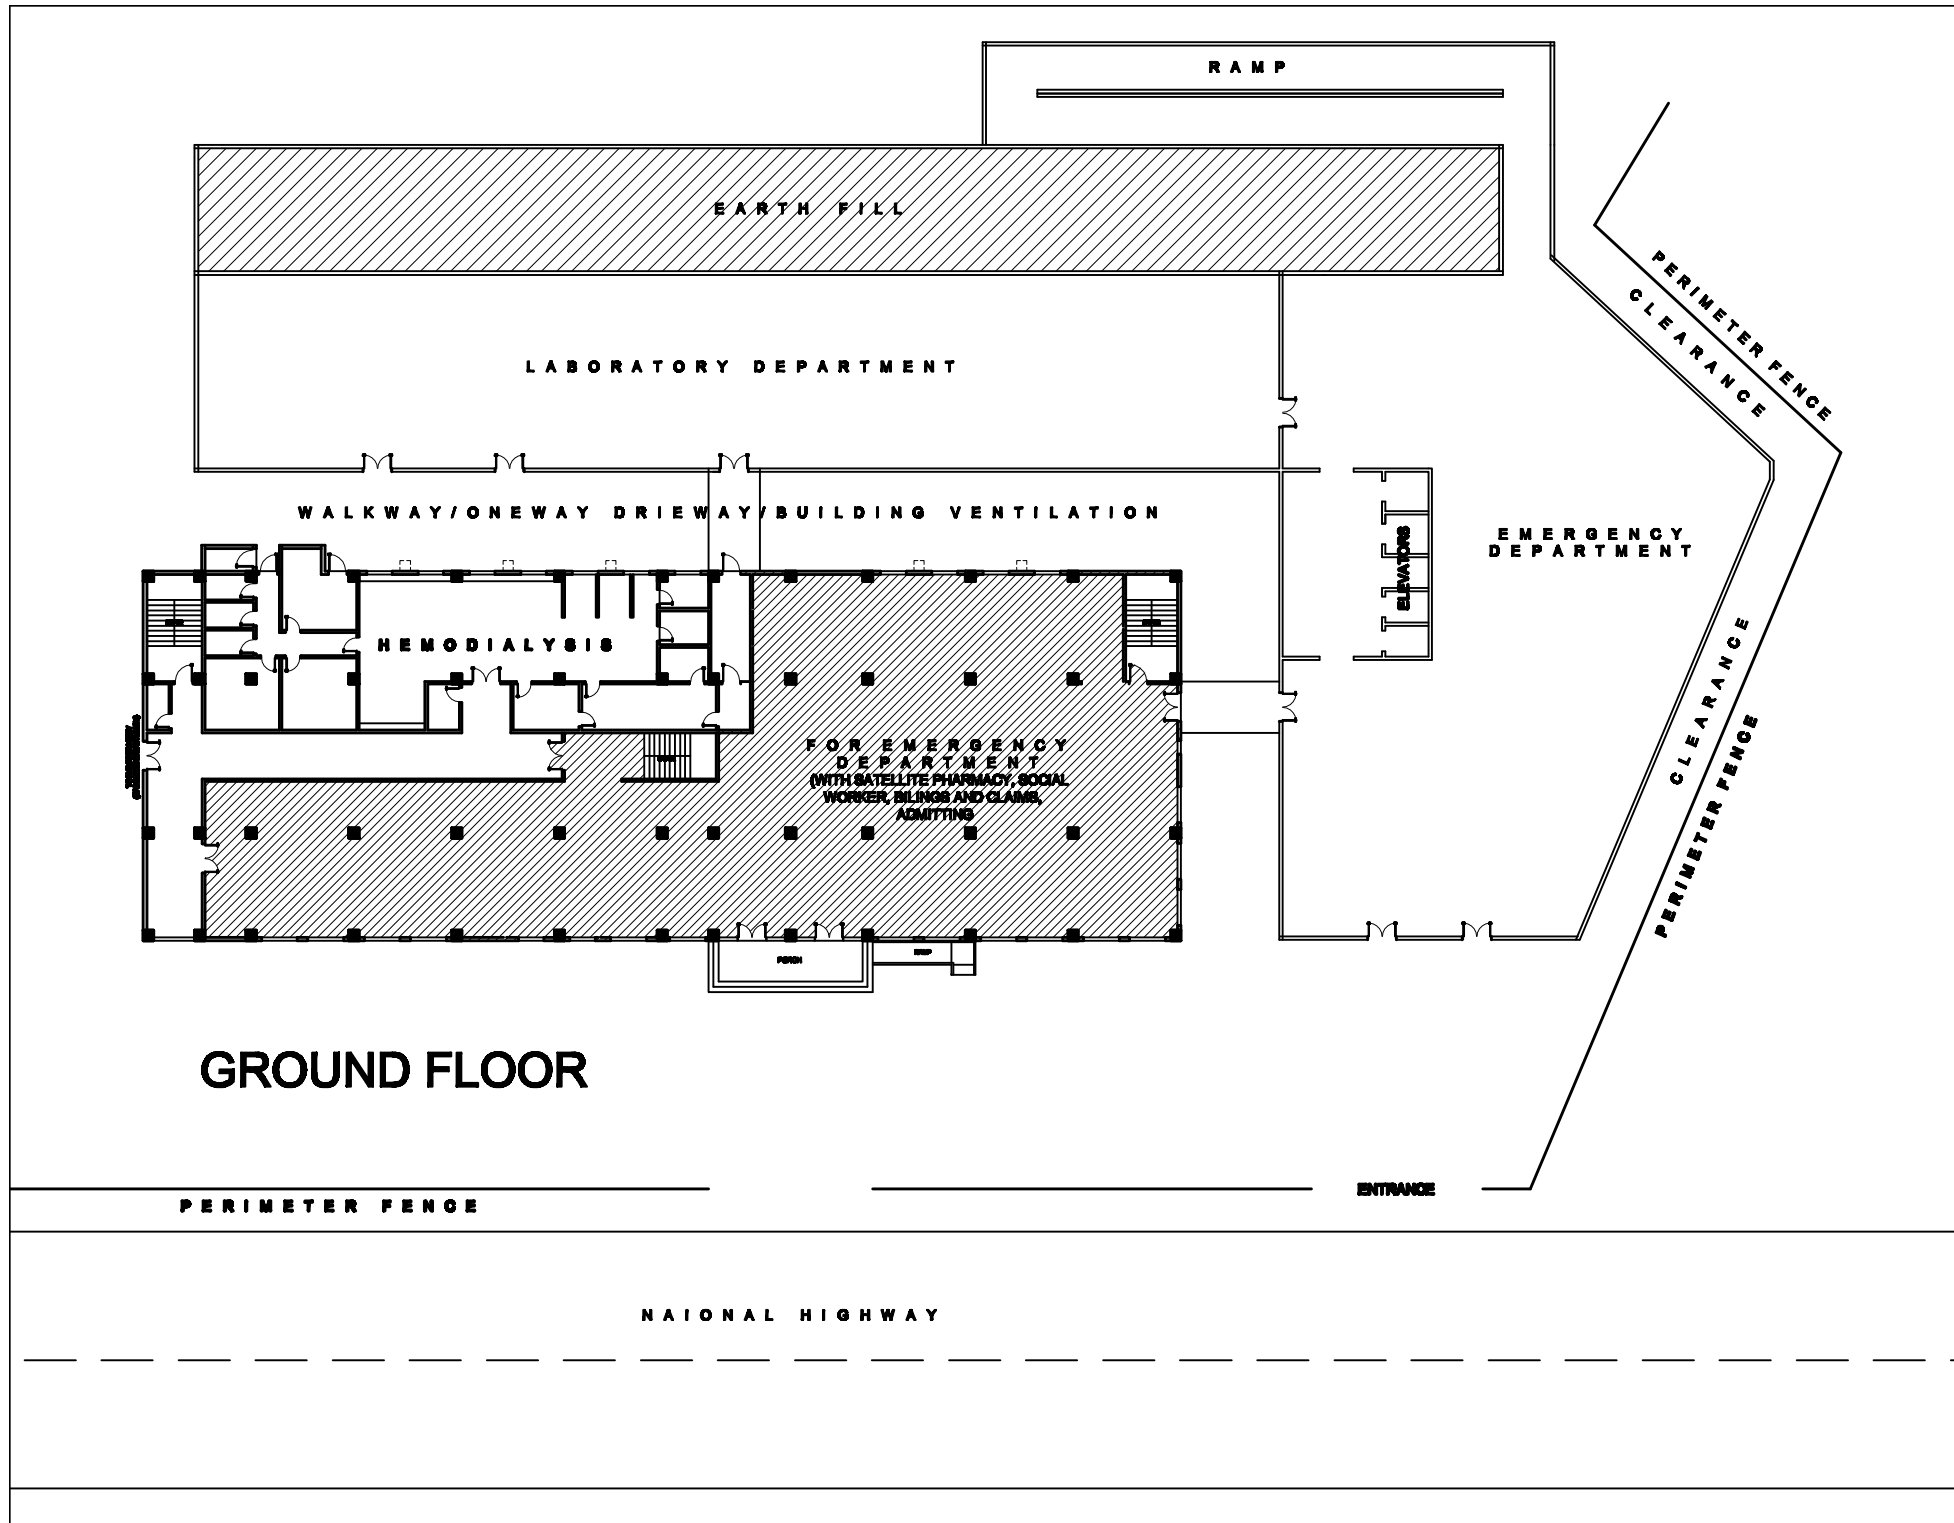 RAMP
EARTH FILL
PERIMETER FENCE
CLEARANCE
LABORATORY DEPARTMENT
WALKWAY/ONEWAY DRIEWAY/BUILDING VENTILATION
EMERGENCY
DEPARTMENT
ELEVATORS
HEMODIALYSIS
CLEARANCE
PERIMETER FENCE
FOR EMERGENCY
DEPARTMENT
(WITH SATELLITE PHARMACY, SOCIAL
WORKER, BILINGS AND CLAIMS,
ADMITTING
PORCH
RAMP
GROUND FLOOR
ENTRANCE
PERIMETER FENCE
NAIONAL HIGHWAY